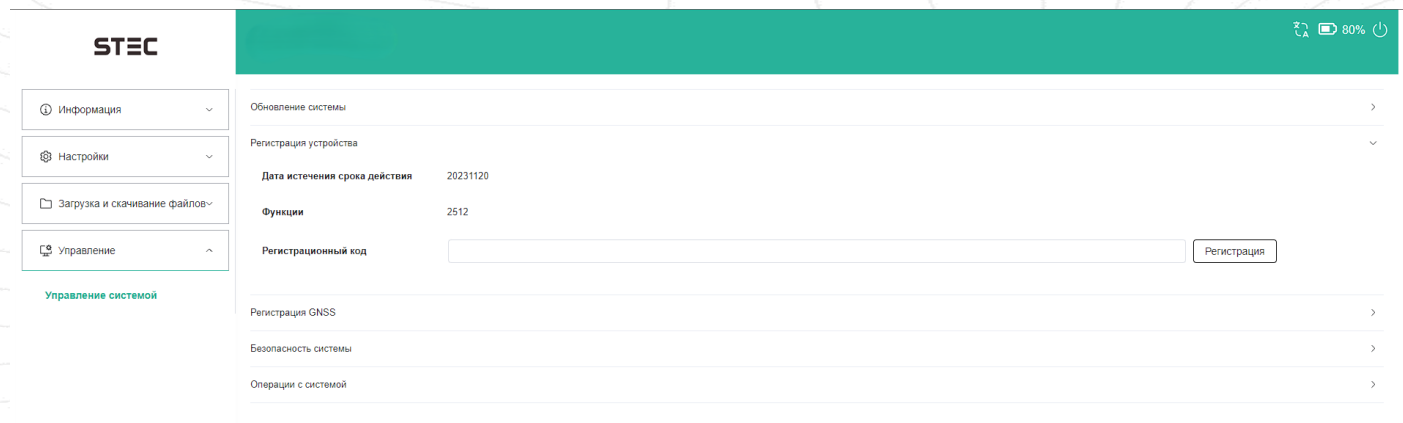 STEC
80%
Информация
Настройки
Загрузка и скачивание файлов
Управление
Управление системой
Обновление системы
Регистрация устройства
Дата истечения срока действия 20231120
Функции 2512
Регистрационный код Регистрация
Регистрация GNSS
Безопасность системы
Операции с системой